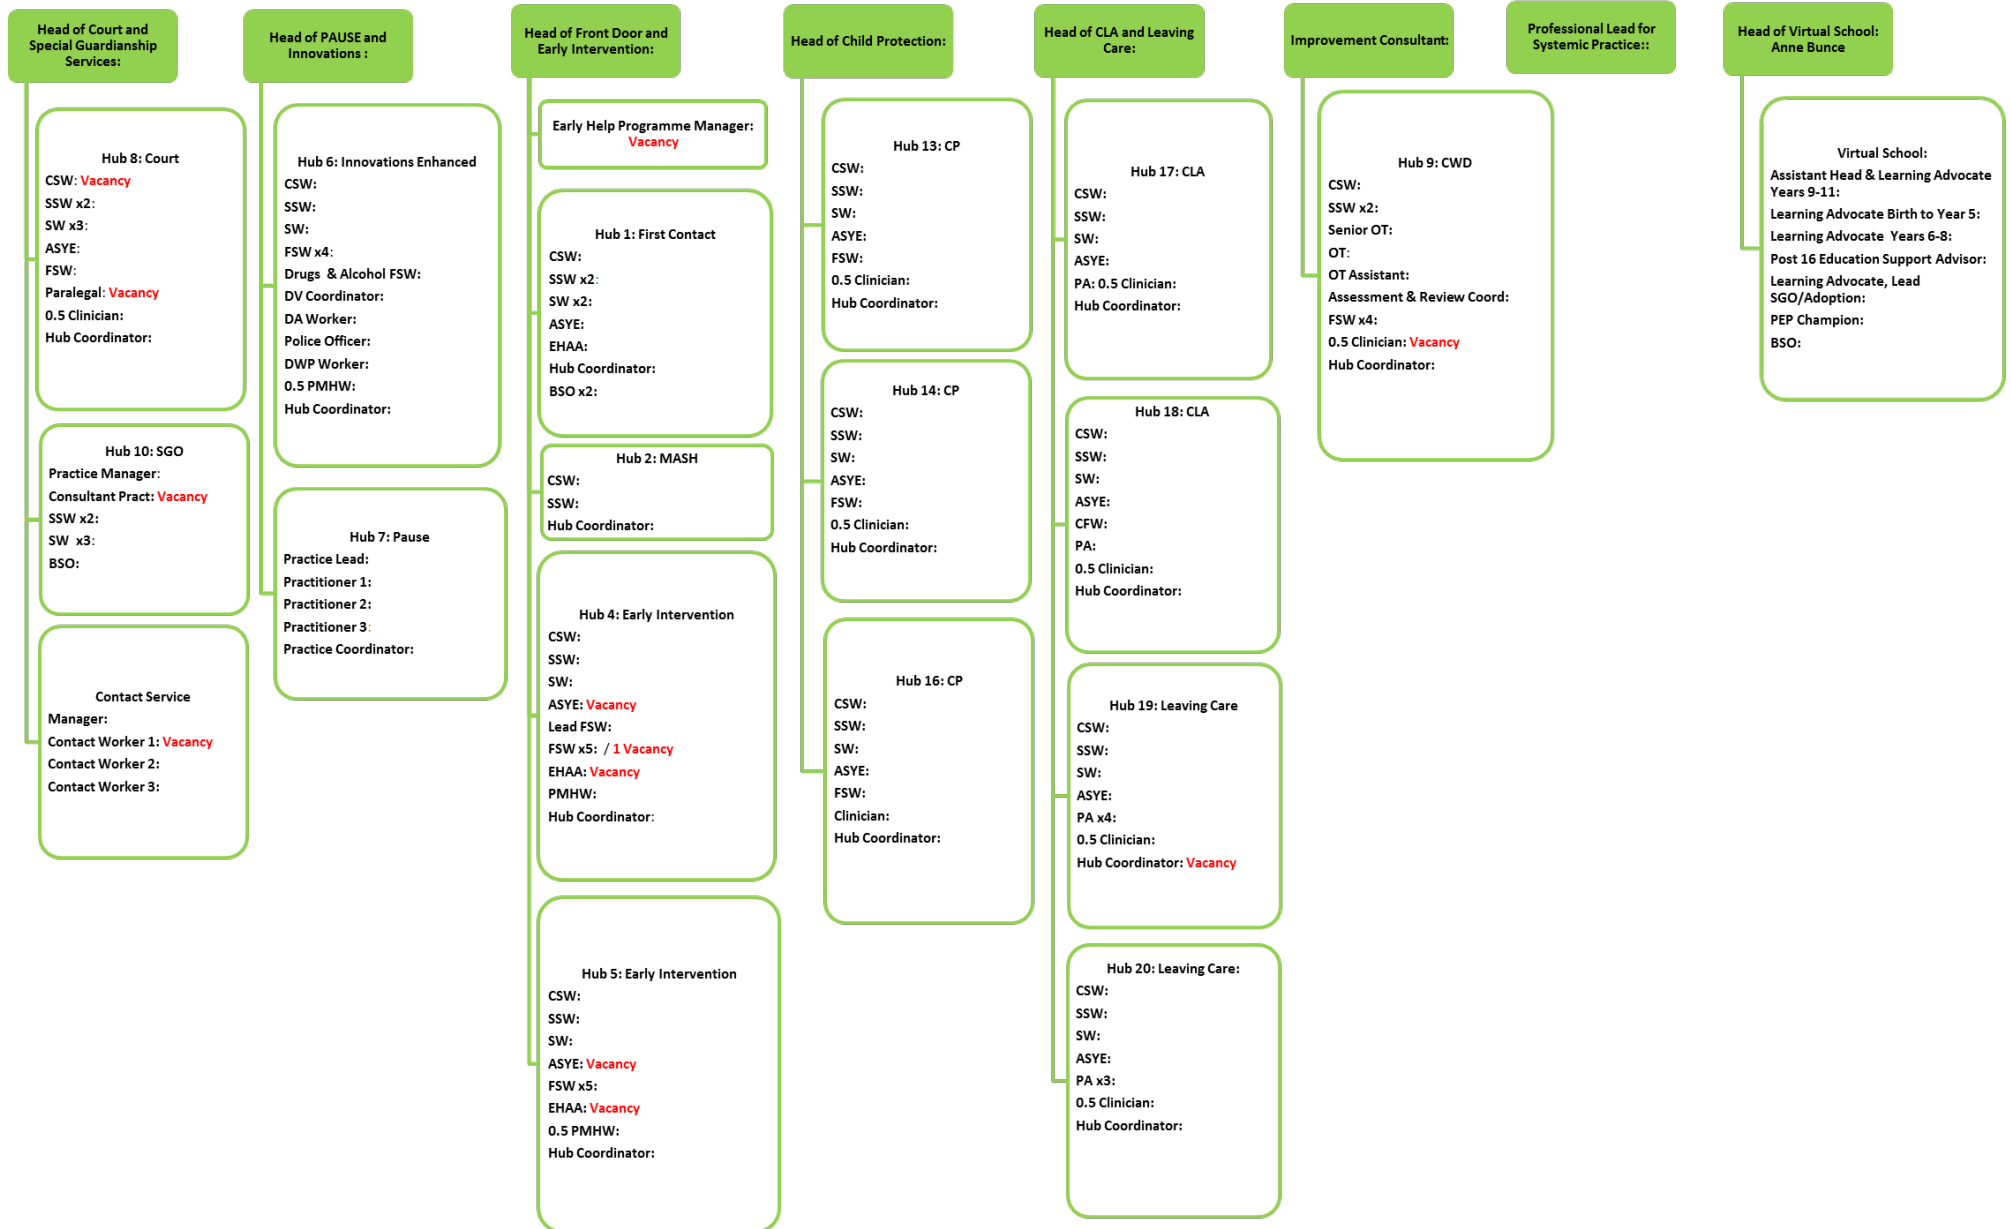 Head of Court and
Special Guardianship
Services:
Hub 8: Court
CSW: Vacancy
SSW x2:
SW x3:
ASYE:
FSW:
Paralegal: Vacancy
0.5 Clinician:
Hub Coordinator:
Hub 10: SGO
Practice Manager:
Consultant Pract: Vacancy
SSW x2:
SW  x3:
BSO:
Contact Service
Manager:
Contact Worker 1: Vacancy
Contact Worker 2:
Contact Worker 3:
Head of PAUSE and
Innovations :
Hub 6: Innovations Enhanced
CSW:
SSW:
SW:
FSW x4:
Drugs  & Alcohol FSW:
DV Coordinator:
DA Worker:
Police Officer:
DWP Worker:
0.5 PMHW:
Hub Coordinator:
Hub 7: Pause
Practice Lead:
Practitioner 1:
Practitioner 2:
Practitioner 3:
Practice Coordinator:
Head of Front Door and
Early Intervention:
Early Help Programme Manager:
Vacancy
Hub 1: First Contact
CSW:
SSW x2:
SW x2:
ASYE:
EHAA:
Hub Coordinator:
BSO x2:
Hub 2: MASH
CSW:
SSW:
Hub Coordinator:
Hub 4: Early Intervention
CSW:
SSW:
SW:
ASYE: Vacancy
Lead FSW:
FSW x5:  / 1 Vacancy
EHAA: Vacancy
PMHW:
Hub Coordinator:
Hub 5: Early Intervention
CSW:
SSW:
SW:
ASYE: Vacancy
FSW x5:
EHAA: Vacancy
0.5 PMHW:
Hub Coordinator:
Head of Child Protection:
Hub 13: CP
CSW:
SSW:
SW:
ASYE:
FSW:
0.5 Clinician:
Hub Coordinator:
Hub 14: CP
CSW:
SSW:
SW:
ASYE:
FSW:
0.5 Clinician:
Hub Coordinator:
Hub 16: CP
CSW:
SSW:
SW:
ASYE:
FSW:
Clinician:
Hub Coordinator:
Head of CLA and Leaving
Care:
Hub 17: CLA
CSW:
SSW:
SW:
ASYE:
PA: 0.5 Clinician:
Hub Coordinator:
Hub 18: CLA
CSW:
SSW:
SW:
ASYE:
CFW:
PA:
0.5 Clinician:
Hub Coordinator:
Hub 19: Leaving Care
CSW:
SSW:
SW:
ASYE:
PA x4:
0.5 Clinician:
Hub Coordinator: Vacancy
Hub 20: Leaving Care:
CSW:
SSW:
SW:
ASYE:
PA x3:
0.5 Clinician:
Hub Coordinator:
Improvement Consultant:
Hub 9: CWD
CSW:
SSW x2:
Senior OT:
OT:
OT Assistant:
Assessment & Review Coord:
FSW x4:
0.5 Clinician: Vacancy
Hub Coordinator:
Professional Lead for
Systemic Practice::
Head of Virtual School:
Anne Bunce
Virtual School:
Assistant Head & Learning Advocate
Years 9-11:
Learning Advocate Birth to Year 5:
Learning Advocate  Years 6-8:
Post 16 Education Support Advisor:
Learning Advocate, Lead
SGO/Adoption:
PEP Champion:
BSO: